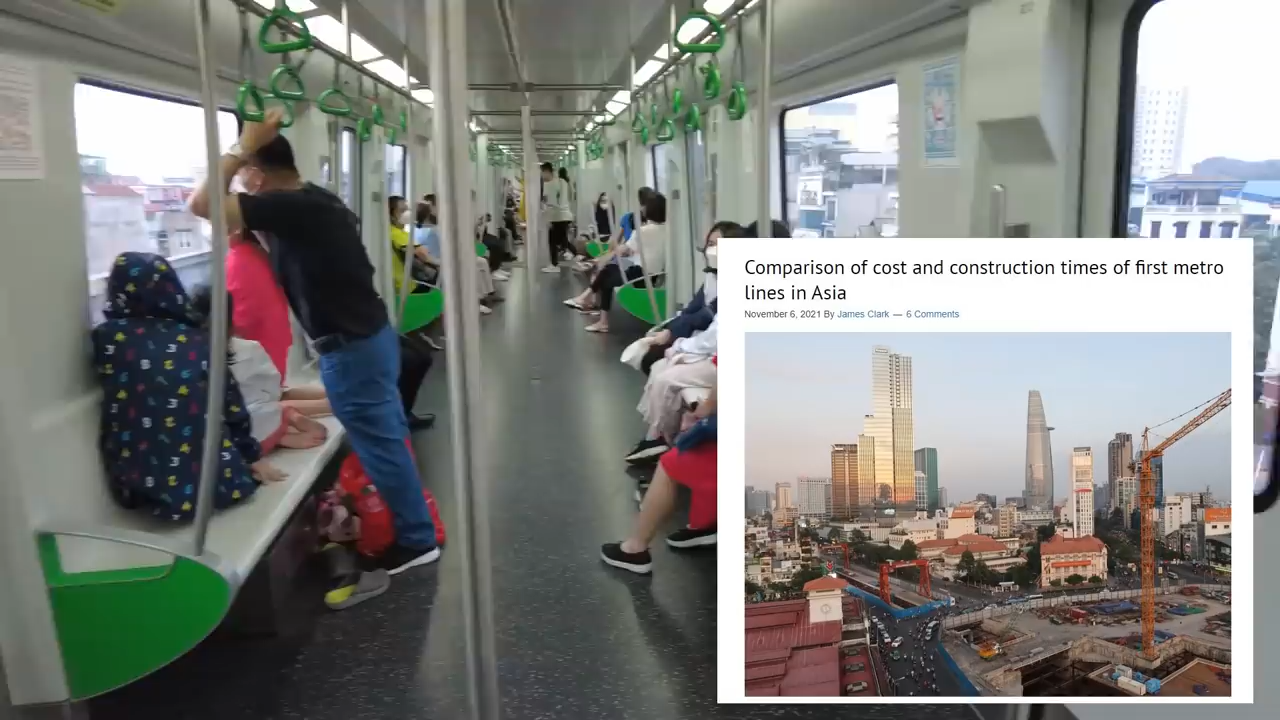 Comparison of cost and construction times of first metro
lines in Asia
November 6, 2021 By James Clark — 6 Comments